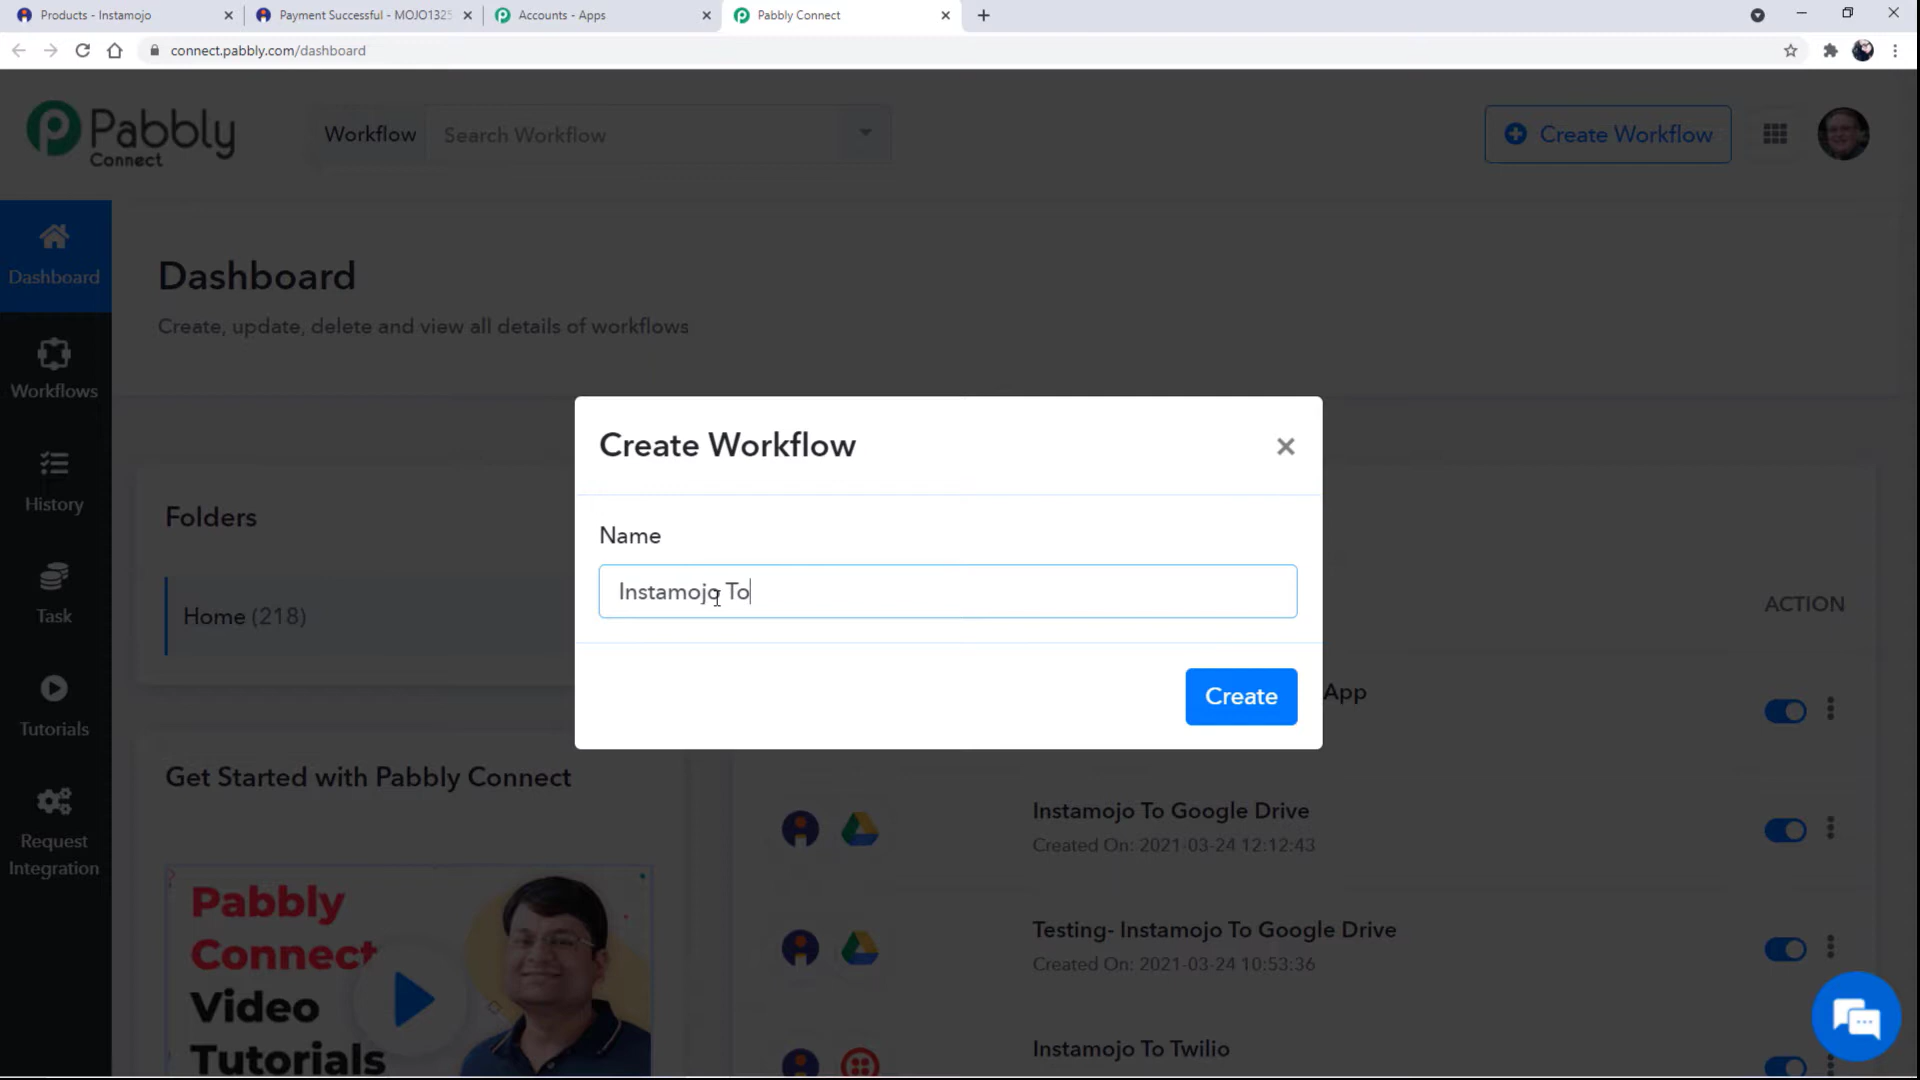 Products - Instamojo
Payment Successful - MOJO1325
Accounts - Apps
Pabbly Connect
connect.pabbly.com/dashboard
Pabbly
Connect
Workflow
Search Workflow
Create Workflow
Dashboard
Dashboard
Create, update, delete and view all details of workflows
Workflows
History
Task
Tutorials
Request
Integration
Create Workflow
Name
Instamojo To
Create
Folders
Home (218)
ACTION
App
Get Started with Pabbly Connect
Pabbly
Connect
Video
Tutorials
Instamojo To Google Drive
Created On: 2021-03-24 12:12:43
Testing- Instamojo To Google Drive
Created On: 2021-03-24 10:53:36
Instamojo To Twilio